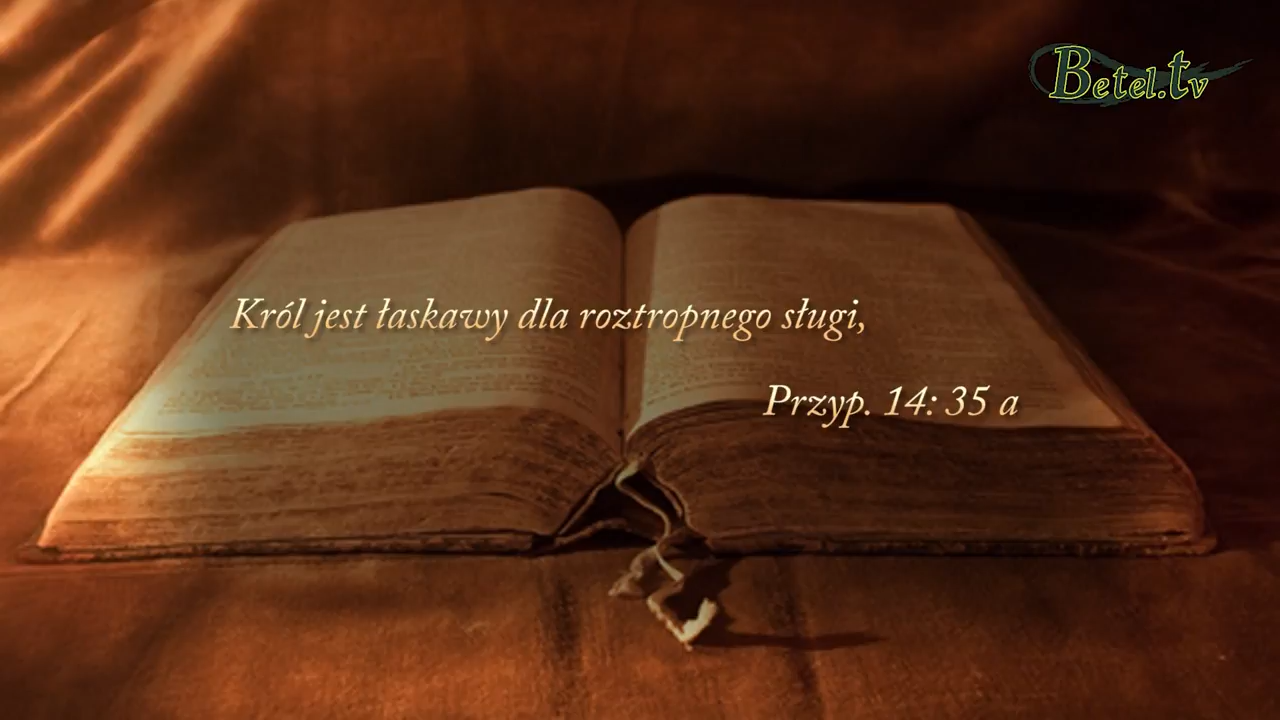 Betel.tv
Król jest łaskawy dla roztropnego sługi,
Przyp. 14: 35 a